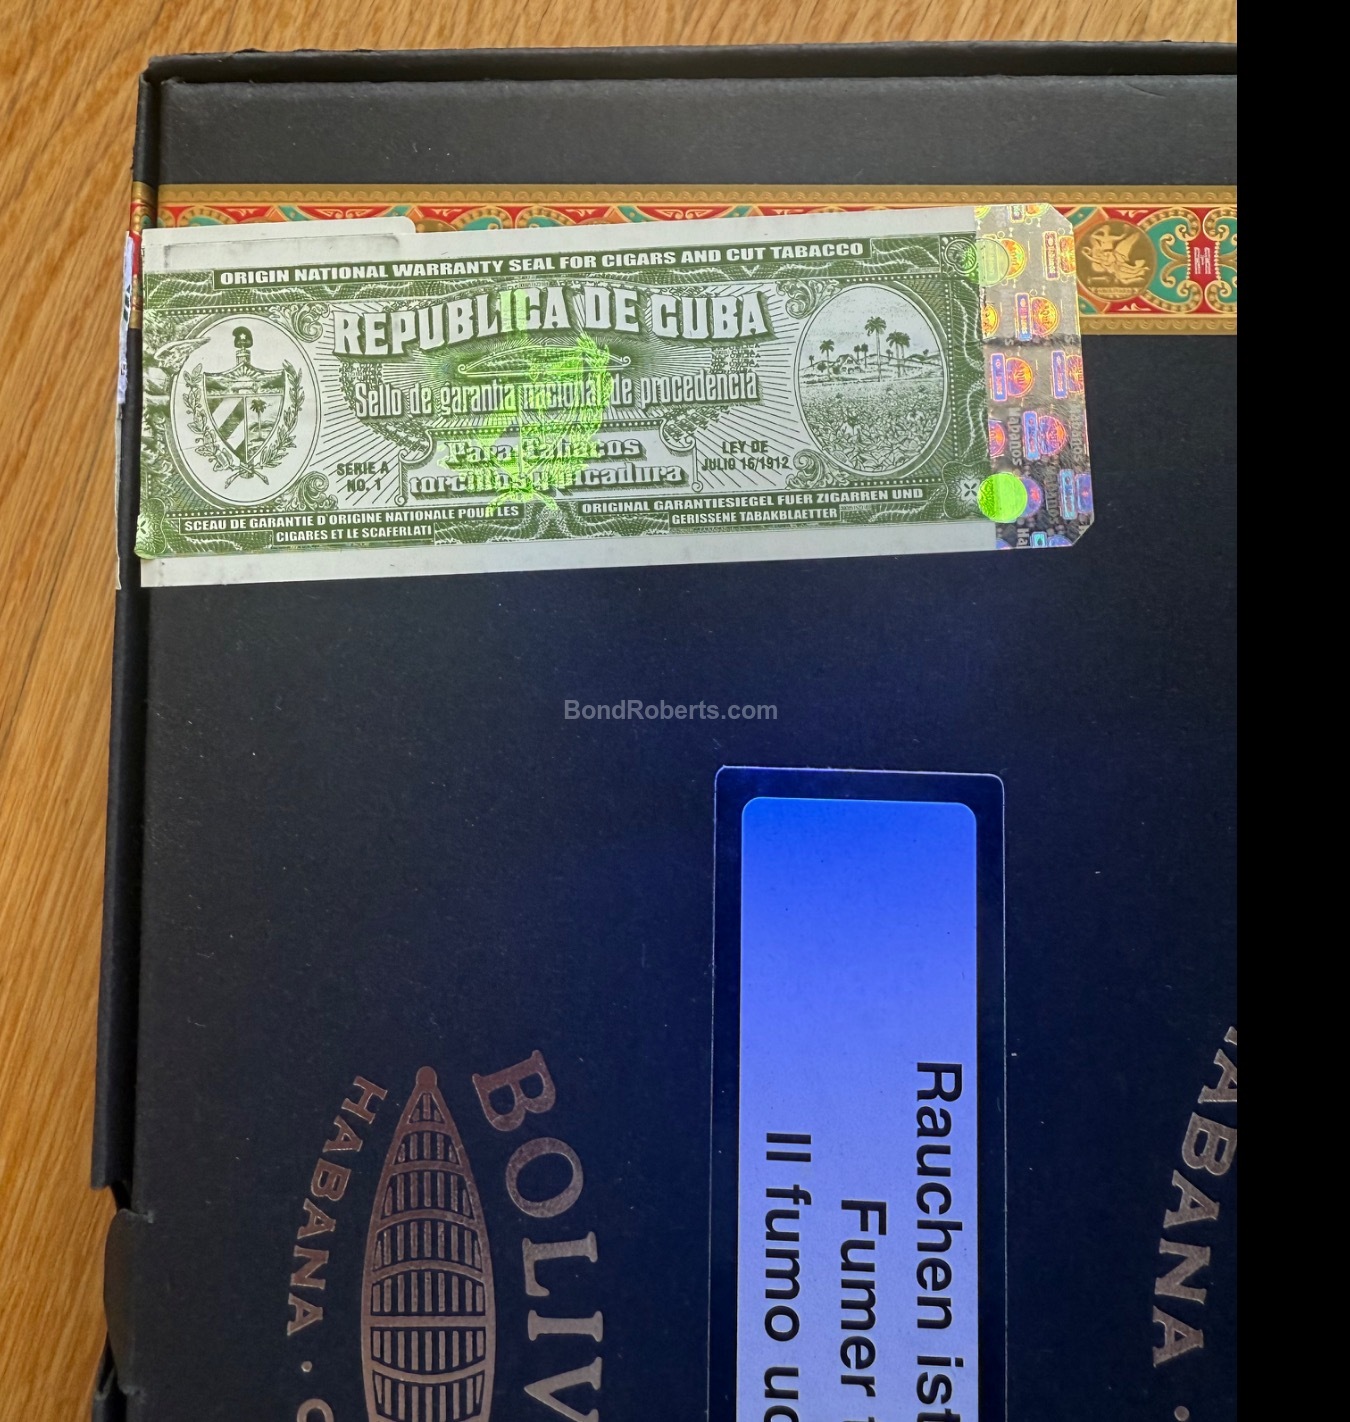 ORIGIN NATIONAL WARRANTY SEAL FOR CIGARS AND CUT TABACCO
REPUBLICA DE CUBA
Sello de garantia nacional de procedencia
Para Tabacos
torcidos y picadura
SERIE A
NO. 1
LEY DE
JULIO 16/1912
SCEAU DE GARANTIE D'ORIGINE NATIONALE POUR LES
CIGARES ET LE SCAFERLATI
ORIGINAL GARANTIESIEGEL FUER ZIGARREN UND
GERISSENE TABAKBLAETTER
BondRoberts.com
Rauchen ist
Fumer
Il fumo
BOLIV
HABANA ·
HABANA ·